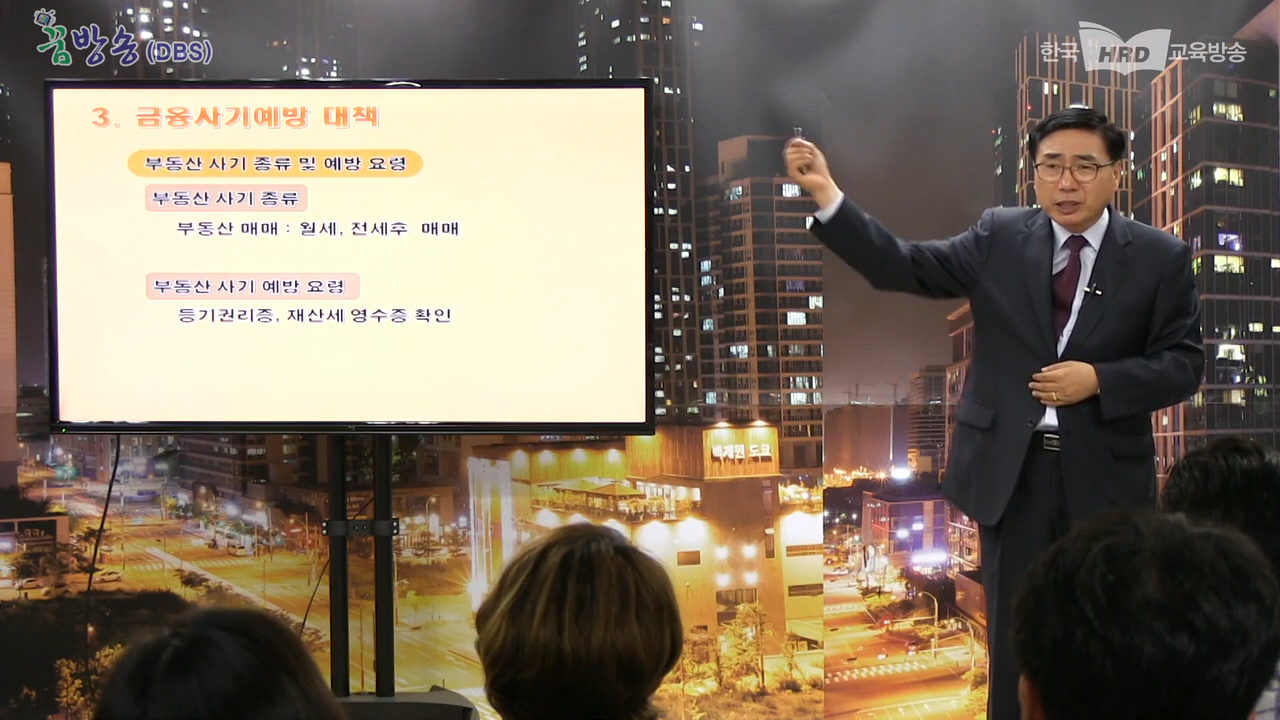 꿈방송(DBS)
한국 HRD 교육방송
3. 금융사기예방 대책
부동산 사기 종류 및 예방 요령
부동산 사기 종류
부동산 매매 : 월세, 전세후 매매
부동산 사기 예방 요령
등기권리증, 재산세 영수증 확인
백제원 도쿄